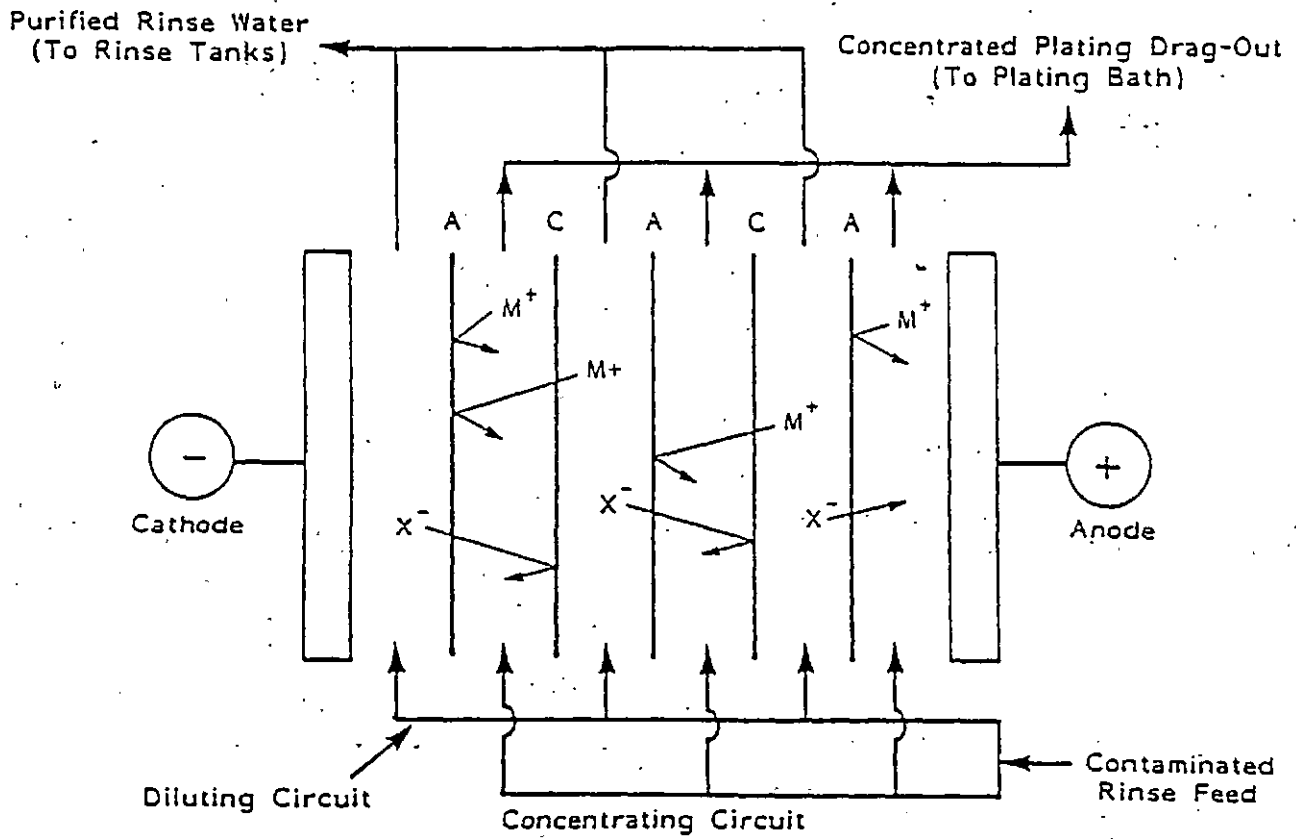 Purified Rinse Water
(To Rinse Tanks)
Concentrated Plating Drag-Out
(To Plating Bath)
A
C
A
C
A
M+
M+
M+
M+
X-
X-
X-
-
Cathode
+
Anode
Diluting Circuit
Concentrating Circuit
Contaminated
Rinse Feed